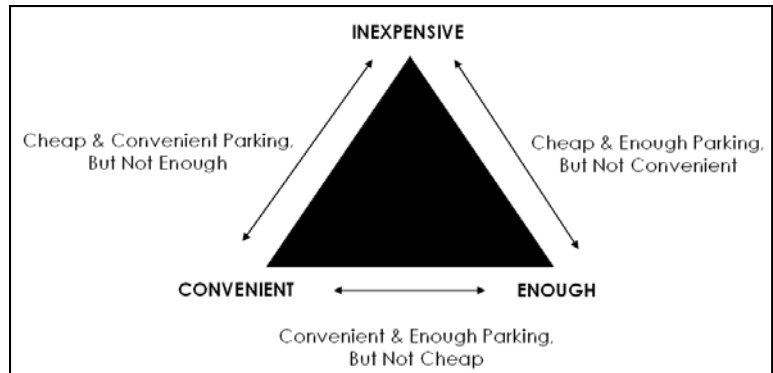 INEXPENSIVE
Cheap & Convenient Parking,
But Not Enough
Cheap & Enough Parking,
But Not Convenient
CONVENIENT
ENOUGH
Convenient & Enough Parking,
But Not Cheap